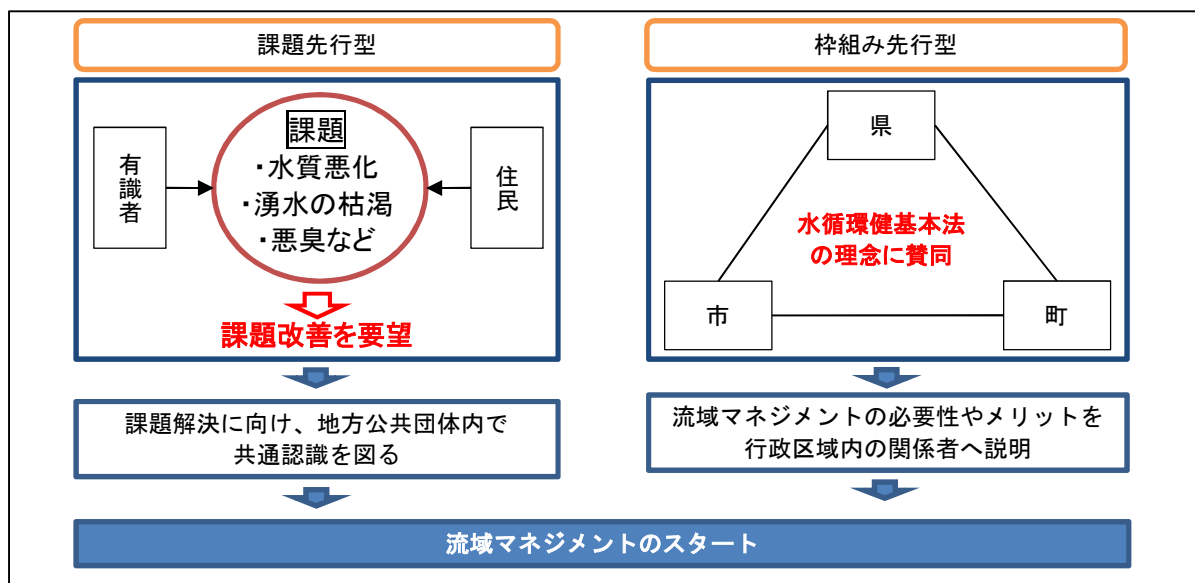 課題先行型
有識者
課題
・水質悪化
・湧水の枯渇
・悪臭など
住民
課題改善を要望
課題解決に向け、地方公共団体内で
共通認識を図る
枠組み先行型
県
水循環健基本法
の理念に賛同
市
町
流域マネジメントの必要性やメリットを
行政区域内の関係者へ説明
流域マネジメントのスタート